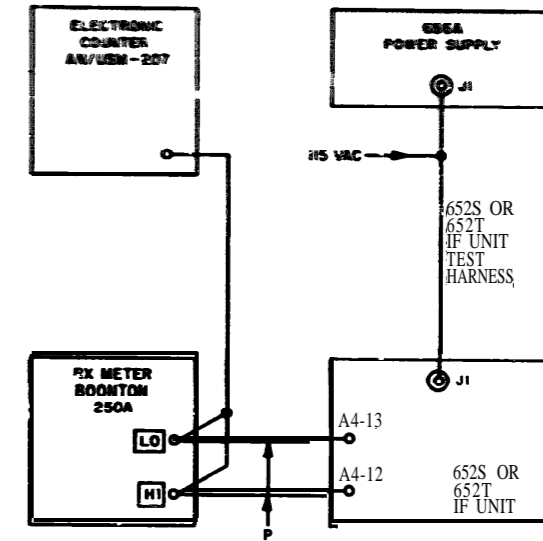 ELECTRONIC
COUNTER
AN/USM-207
656A
POWER SUPPLY
J1
115 VAC
652S OR
652T
IF UNIT
TEST
HARNESS
RX METER
BOONTON
250A
J1
LO
A4-13
HI
A4-12
652S OR
652T
IF UNIT
P